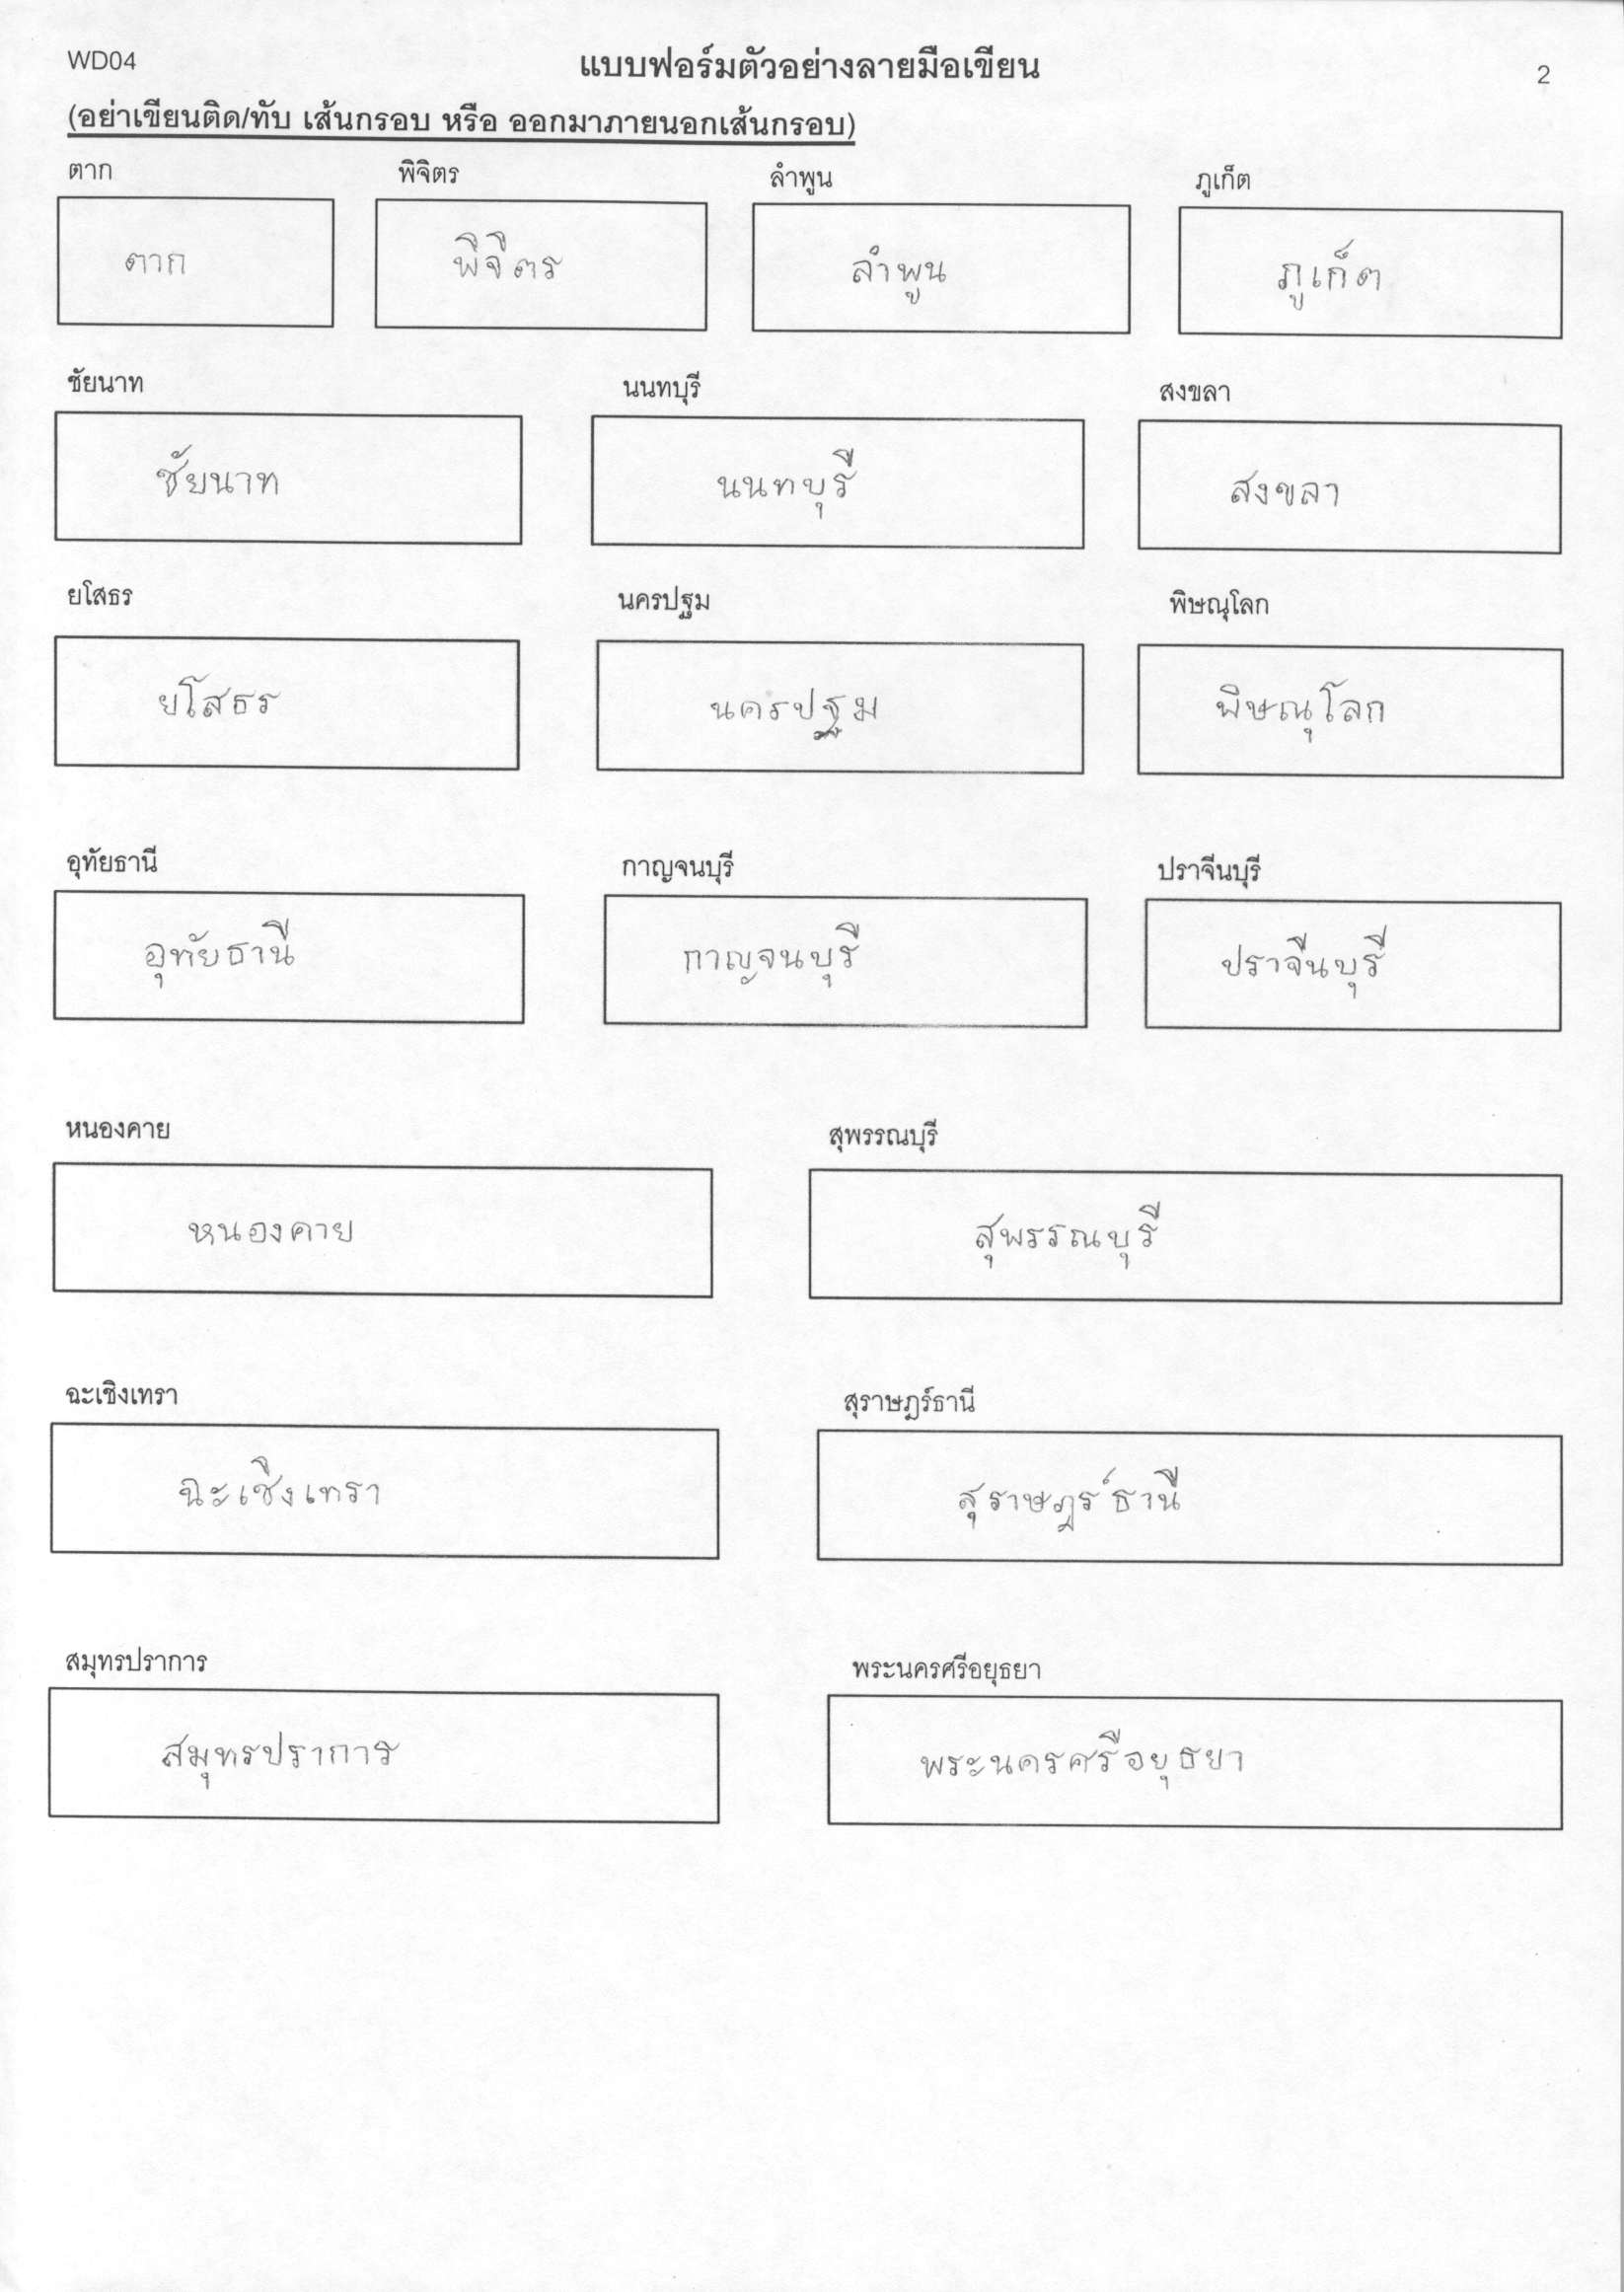 WD04 แบบฟอร์มตัวอย่างลายมือเขียน 2
(อย่าเขียนติด/ทับ เส้นกรอบ หรือ ออกมาภายนอกเส้นกรอบ)
ตาก พิจิตร ลำพูน ภูเก็ต
ตาก พิจิตร ลำพูน ภูเก็ต
ชัยนาท นนทบุรี สงขลา
ชัยนาท นนทบุรี สงขลา
ยโสธร นครปฐม พิษณุโลก
ยโสธร นครปฐม พิษณุโลก
อุทัยธานี กาญจนบุรี ปราจีนบุรี
อุทัยธานี กาญจนบุรี ปราจีนบุรี
หนองคาย สุพรรณบุรี
หนองคาย สุพรรณบุรี
ฉะเชิงเทรา สุราษฎร์ธานี
ฉะเชิงเทรา สุราษฎร์ธานี
สมุทรปราการ พระนครศรีอยุธยา
สมุทรปราการ พระนครศรีอยุธยา